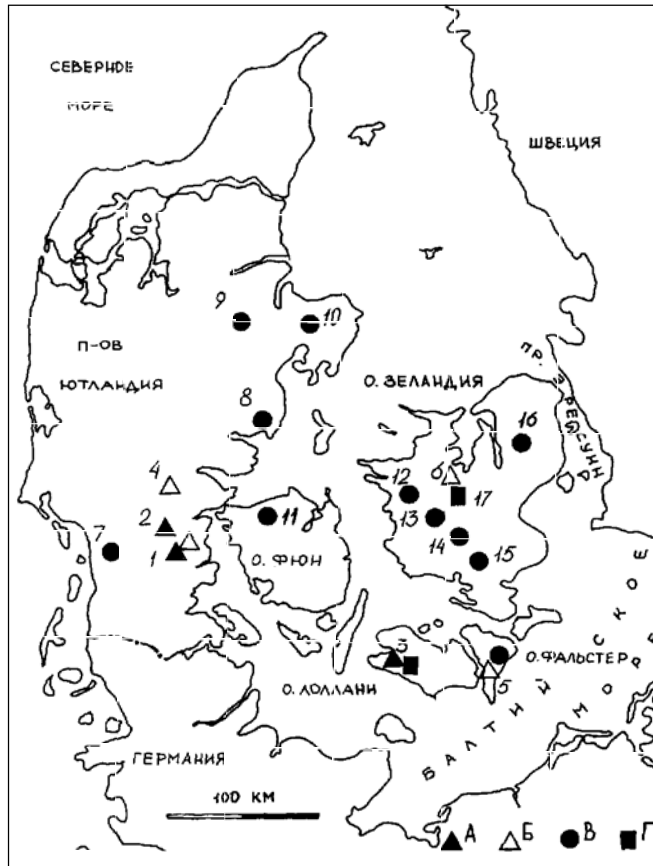 СЕВЕРНОЕ
МОРЕ
ШВЕЦИЯ
9
10
П-ОВ
ЮТЛАНДИЯ
ПР. ЭРЕСУНН
О. ЗЕЛАНДИЯ
8
16
4
6
12
17
2
13
11
7
14
1
15
О. ФЮН
3
О. ФАЛЬСТЕР
5
О. ЛОЛЛАНН
БАЛТИЙСКОЕ МОРЕ
ГЕРМАНИЯ
100 КМ
А Б В Г